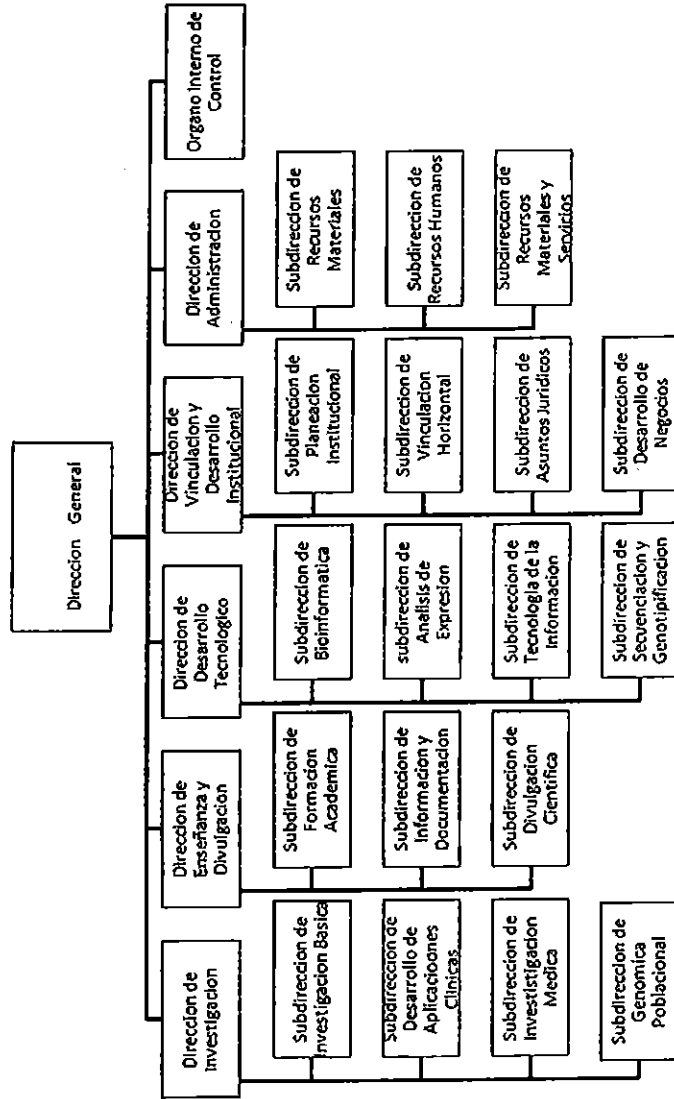 Direccion General
Direccion de
Investigacion
Direccion de
Enseñanza y
Divulgacion
Direccion de
Desarrollo
Tecnologico
Direccion de
Vinculacion y
Desarrollo
Institucional
Direccion de
Administracion
Organo Interno de
Control
Subdireccion de
Investigacion Basica
Subdireccion de
Desarrollo de
Aplicaciones
Clinicas
Subdireccion de
Invesistigacion
Medica
Subdireccion de
Genomica
Poblacional
Subdireccion de
Formacion
Academica
Subdireccion de
Informacion y
Documentacion
Subdireccion de
Divulgacion
Cientifica
Subdireccion de
Bioinformatica
subdireccion de
Analisis de
Expresion
Subdireccion de
Tecnologia de la
Informacion
Subdireccion de
Secuenciacion y
Genotipificacion
Subdireccion de
Planeacion
Institucional
Subdireccion de
Vinculacion
Horizontal
Subdireccion de
Asuntos Juridicos
Subdireccion de
Desarrollo de
Negocios
Subdireccion de
Recursos
Materiales
Subdireccion de
Recursos Humanos
Subdireccion de
Recursos
Materiales y
Servicios